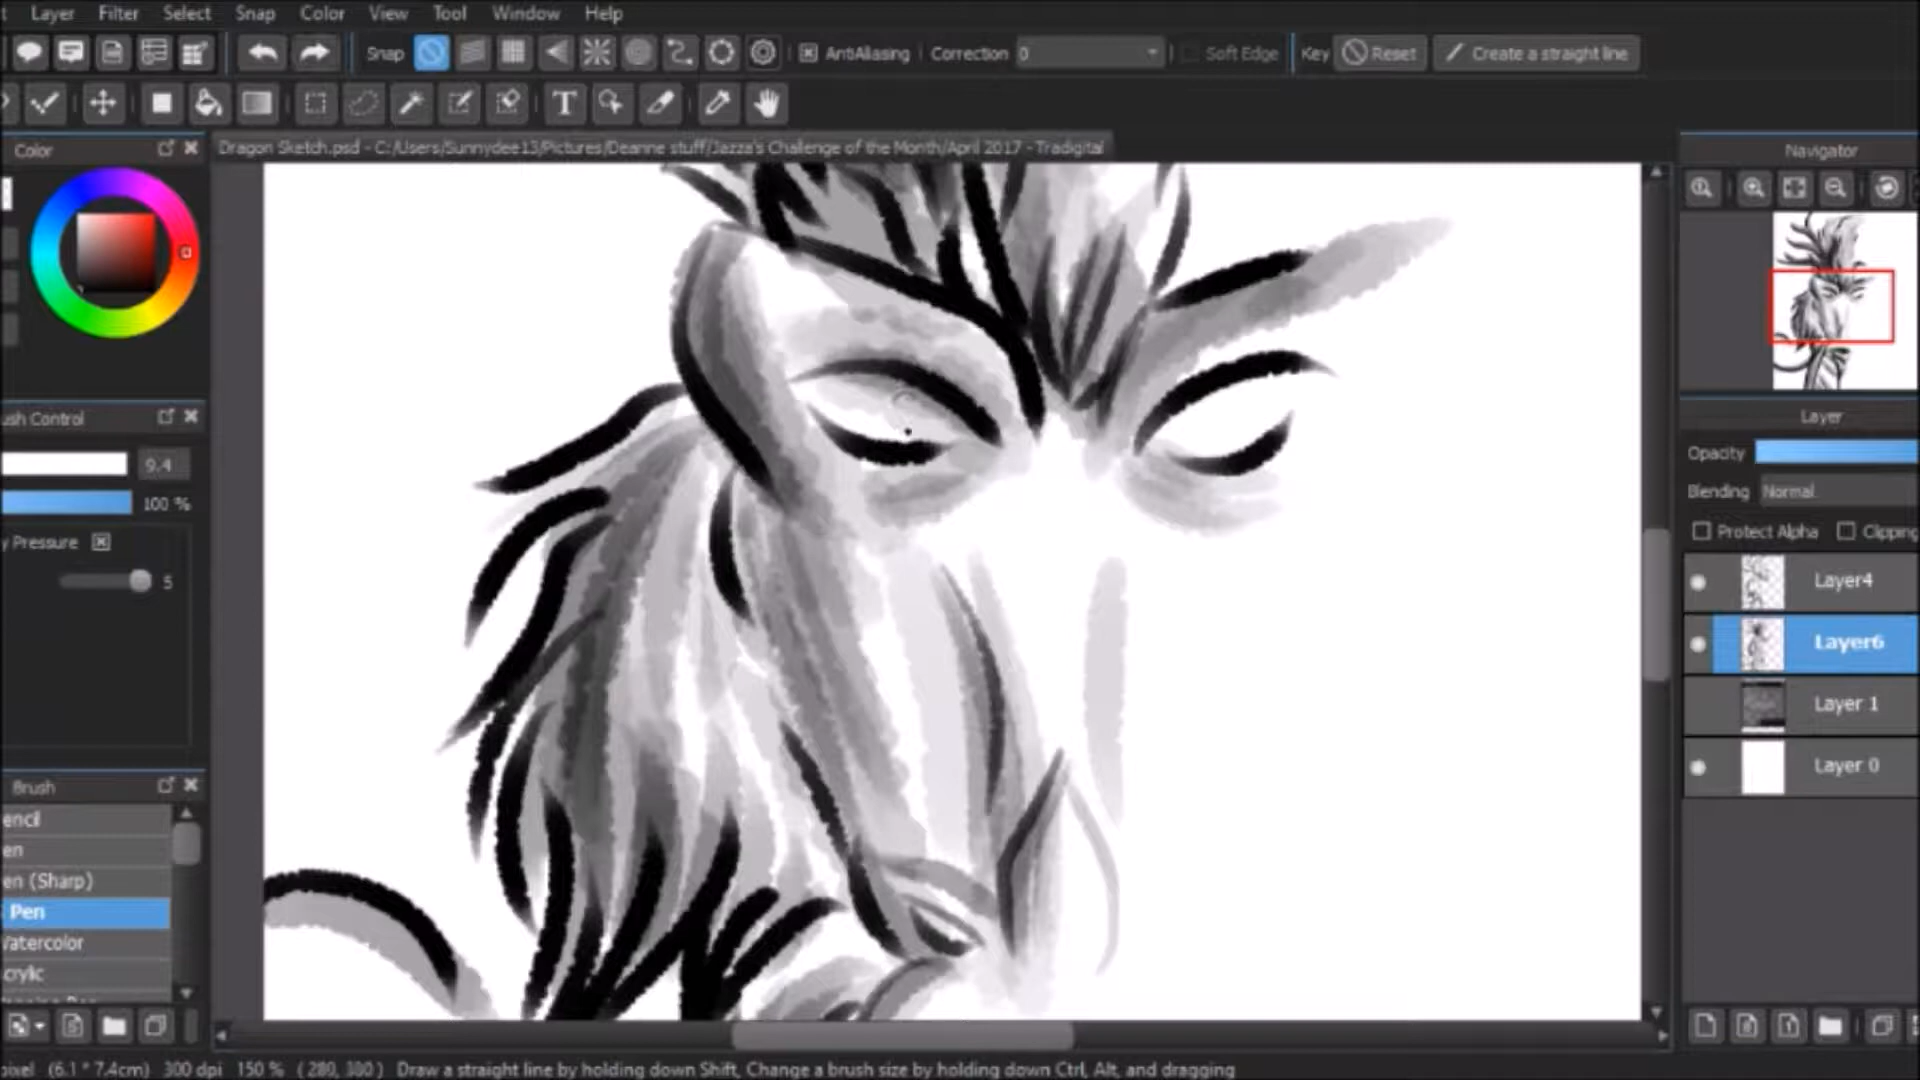 Layer Filter Select Snap Color View Tool Window Help
Snap AntiAliasing Correction 0 Soft Edge Key Reset Create a straight line
T
Color
Dragon Sketch.psd - C:/Users/Sunnydee13/Pictures/Deanne stuff/Jazza's Challenge of the Month/April 2017 - Tradigital
Navigator
ush Control
9.4
100 %
y Pressure
5
Layer
Opacity
Blending Normal
Protect Alpha Clipping
Layer4
Layer6
Layer 1
Layer 0
Brush
encil
en
en (Sharp)
Pen
Watercolor
crylic
pixel (6.1 * 7.4cm) 300 dpi 150 % ( 280, 380 ) Draw a straight line by holding down Shift, Change a brush size by holding down Ctrl, Alt, and dragging